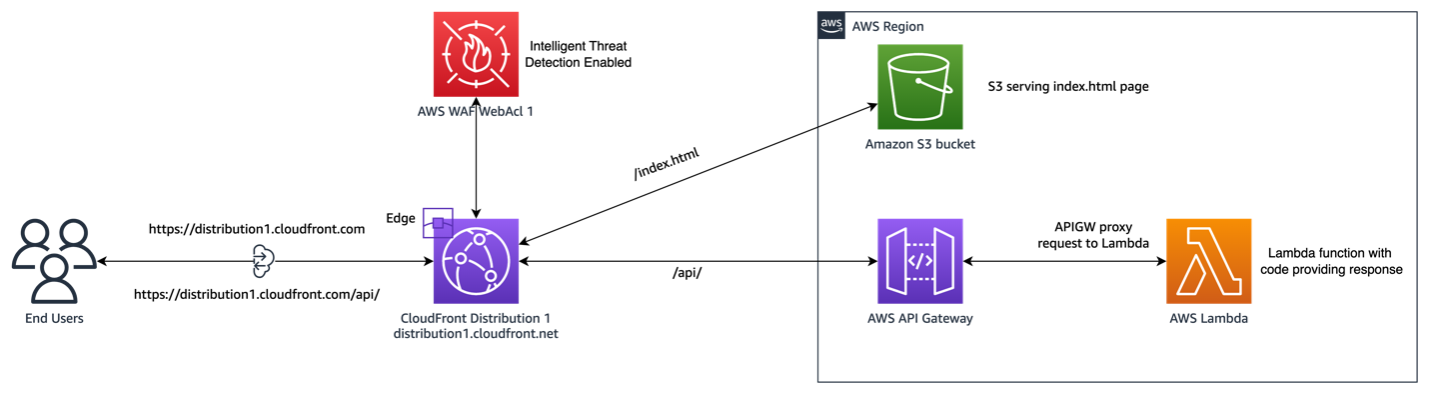 aws
AWS Region
Intelligent Threat
Detection Enabled
AWS WAF WebAcl 1
S3 serving index.html page
Amazon S3 bucket
/index.html
Edge
https://distribution1.cloudfront.com
https://distribution1.cloudfront.com/api/
End Users
CloudFront Distribution 1
distribution1.cloudfront.net
/api/
</>
AWS API Gateway
APIGW proxy
request to Lambda
AWS Lambda
Lambda function with
code providing response